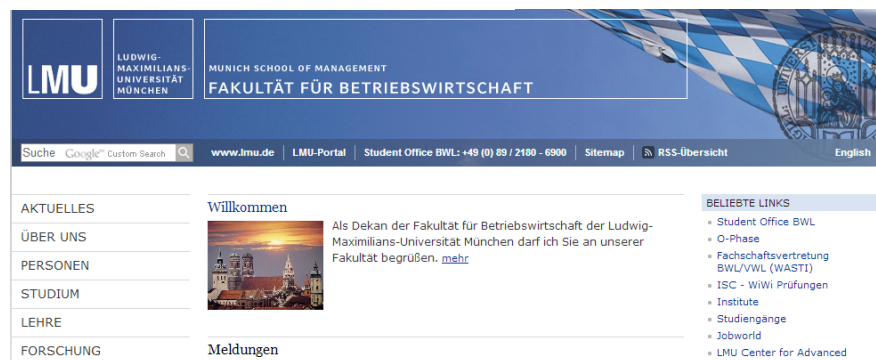 LMU
LUDWIG-
MAXIMILIANS-
UNIVERSITÄT
MÜNCHEN
MUNICH SCHOOL OF MANAGEMENT
FAKULTÄT FÜR BETRIEBSWIRTSCHAFT
Suche Google™ Custom Search
www.lmu.de | LMU-Portal | Student Office BWL: +49 (0) 89 / 2180 - 6900 | Sitemap | RSS-Übersicht
English
AKTUELLES
ÜBER UNS
PERSONEN
STUDIUM
LEHRE
FORSCHUNG
Willkommen
Als Dekan der Fakultät für Betriebswirtschaft der Ludwig-
Maximilians-Universität München darf ich Sie an unserer
Fakultät begrüßen. mehr
Meldungen
BELIEBTE LINKS
Student Office BWL
O-Phase
Fachschaftsvertretung
BWL/VWL (WASTI)
ISC - WiWi Prüfungen
Institute
Studiengänge
Jobworld
LMU Center for Advanced